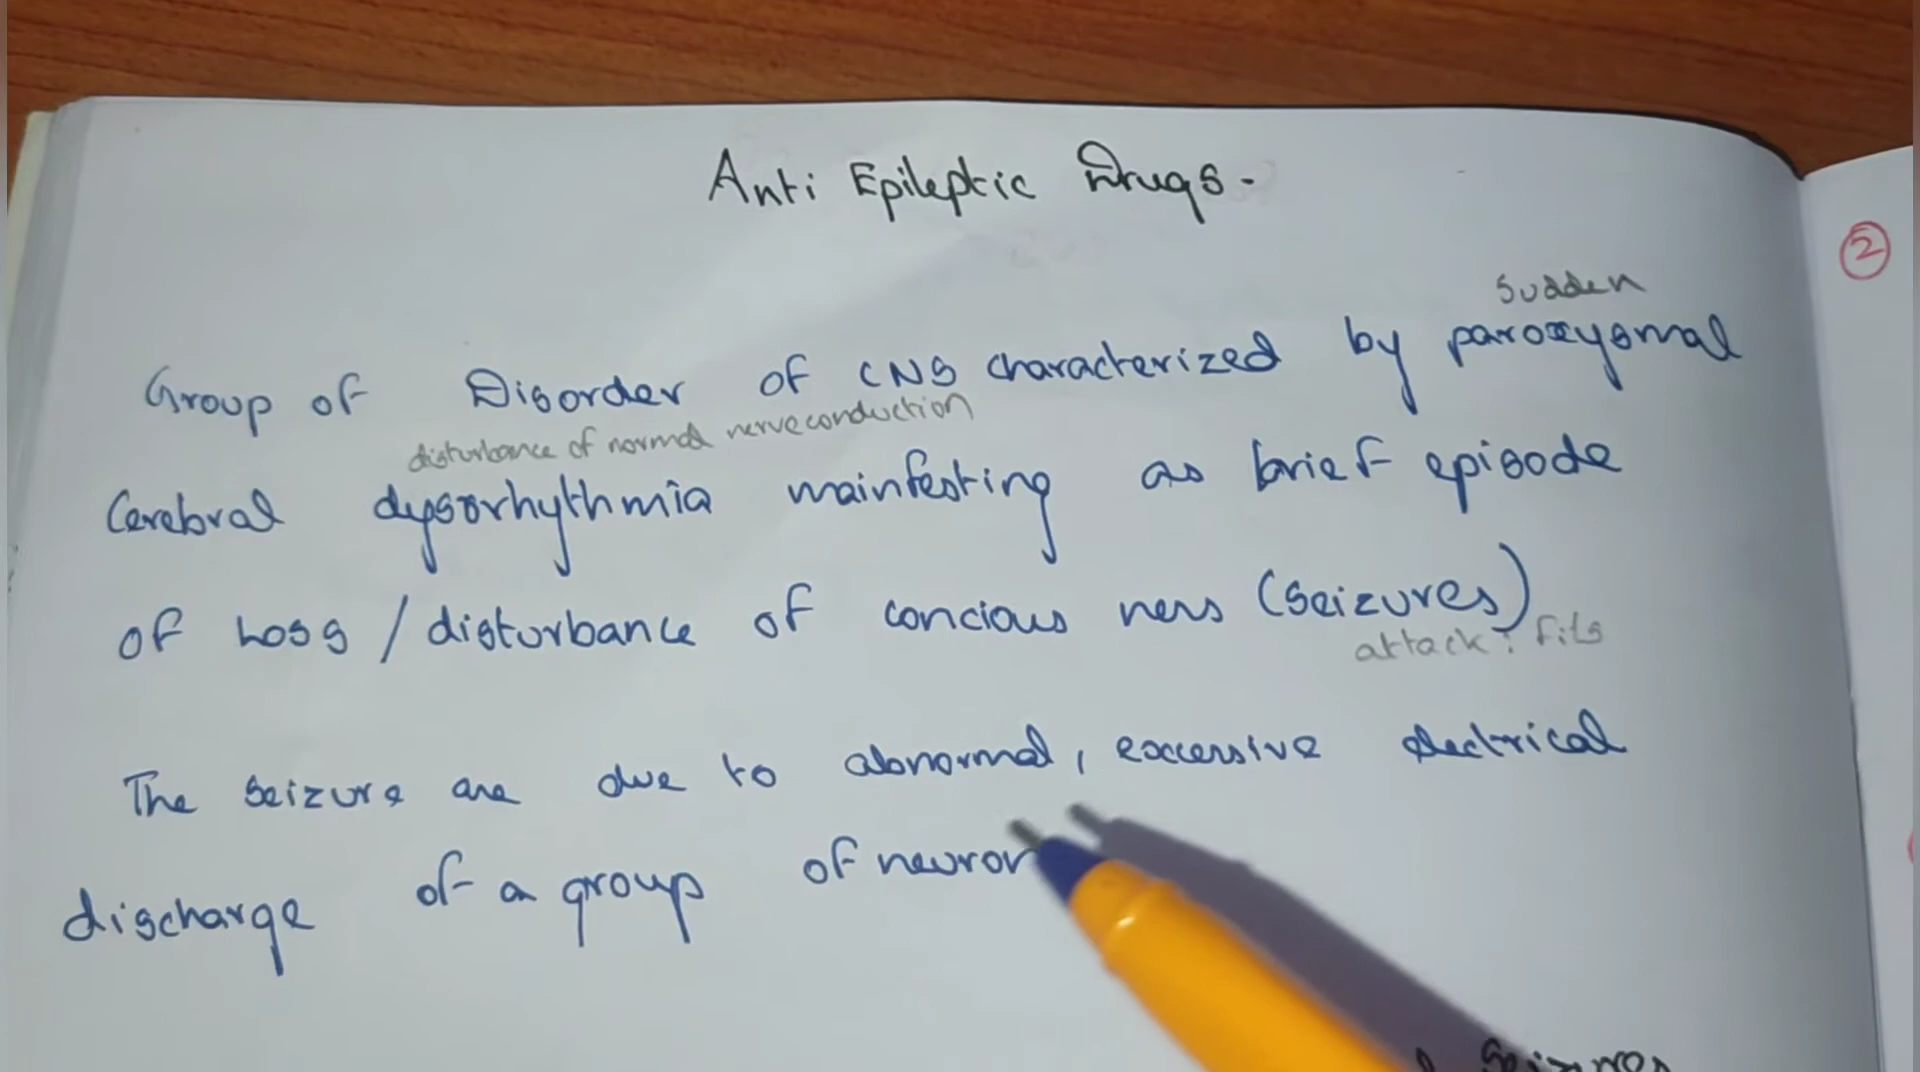 Anti Epileptic Drugs.
②
sudden
Group of Disorder of CNS characterized by paroxysmal
disturbance of normal nerve conduction
Cerebral dysrhythmia mainfesting as brief episode
of Loss / disturbance of concious ness (seizures)
attack: fits
The seizure are due to abnormal, excessive electrical
discharge of a group of neuron
Seizures